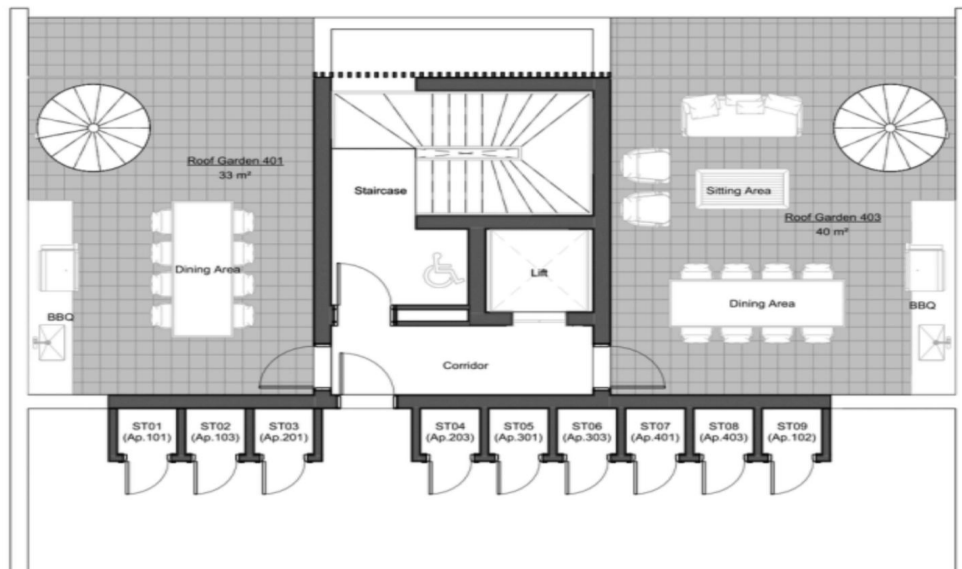 Roof Garden 401
33 m²
Staircase
Sitting Area
Roof Garden 403
40 m²
Dining Area
Lift
Dining Area
BBQ
BBQ
Corridor
ST01
(Ap.101)
ST02
(Ap.103)
ST03
(Ap.201)
ST04
(Ap.203)
ST05
(Ap.301)
ST06
(Ap.303)
ST07
(Ap.401)
ST08
(Ap.403)
ST09
(Ap.102)